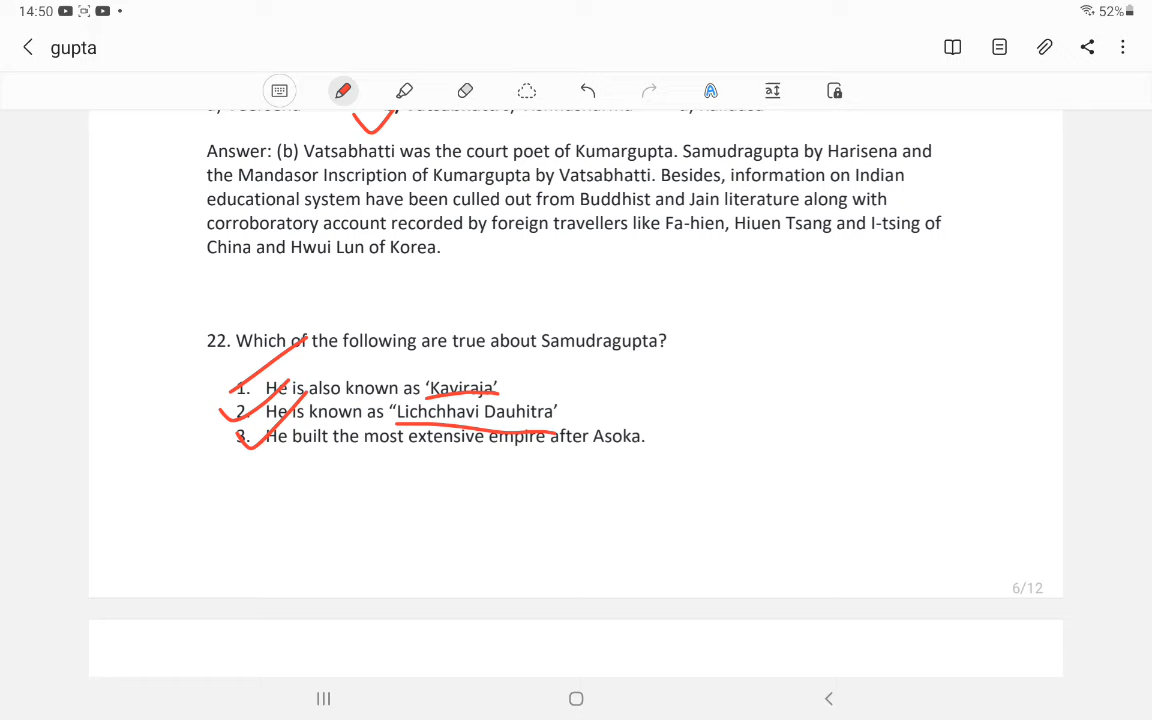 14:50
52%
gupta
Answer: (b) Vatsabhatti was the court poet of Kumargupta. Samudragupta by Harisena and
the Mandasor Inscription of Kumargupta by Vatsabhatti. Besides, information on Indian
educational system have been culled out from Buddhist and Jain literature along with
corroboratory account recorded by foreign travellers like Fa-hien, Hiuen Tsang and I-tsing of
China and Hwui Lun of Korea.
22. Which of the following are true about Samudragupta?
1. He is also known as ‘Kaviraja’
2. He is known as “Lichchhavi Dauhitra’
3. He built the most extensive empire after Asoka.
6/12